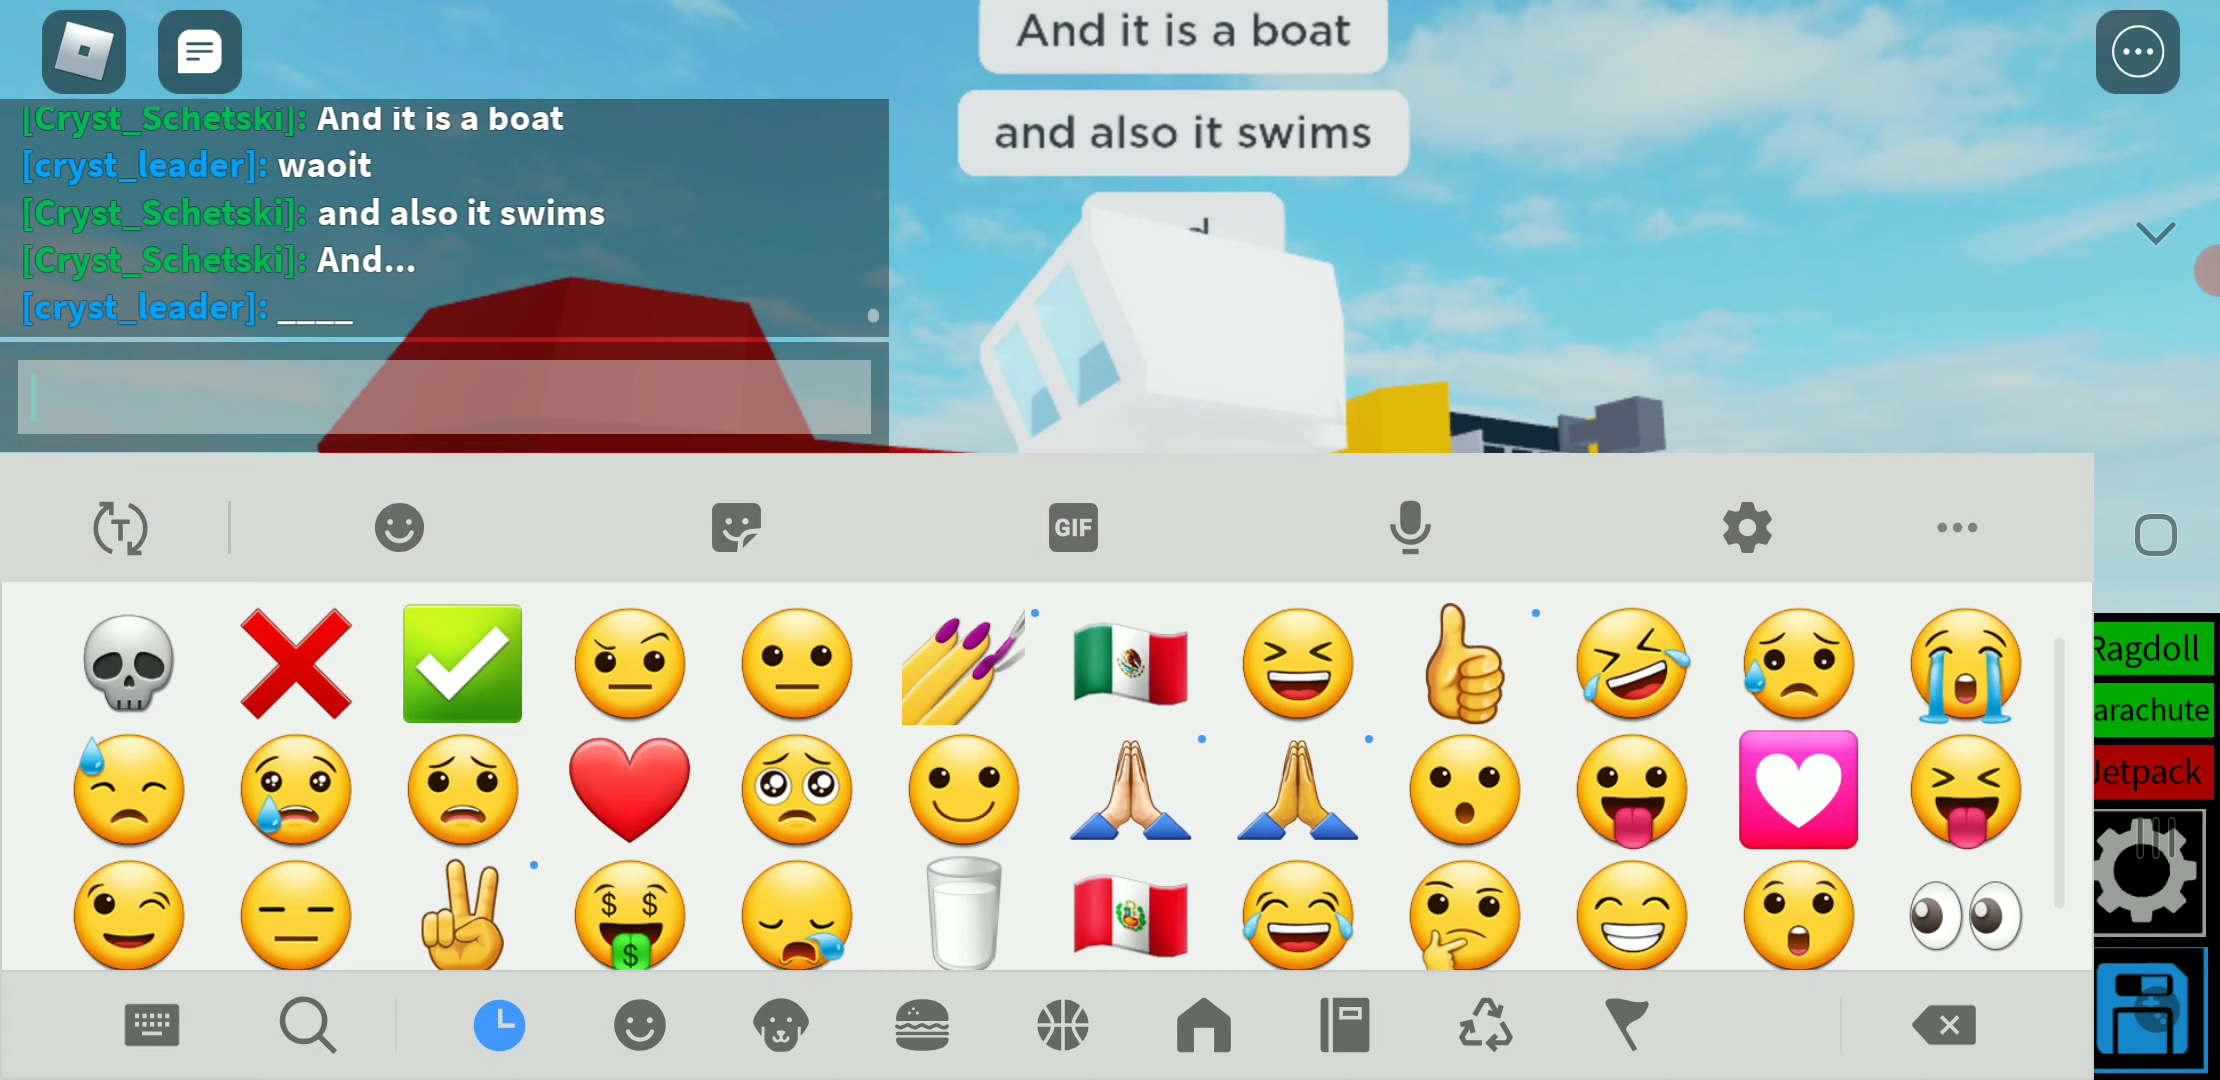 And it is a boat
and also it swims
[Cryst_Schetski]: And it is a boat
[cryst_leader]: waoit
[Cryst_Schetski]: and also it swims
[Cryst_Schetski]: And...
[cryst_leader]: ____
GIF
Ragdoll
arachute
Jetpack